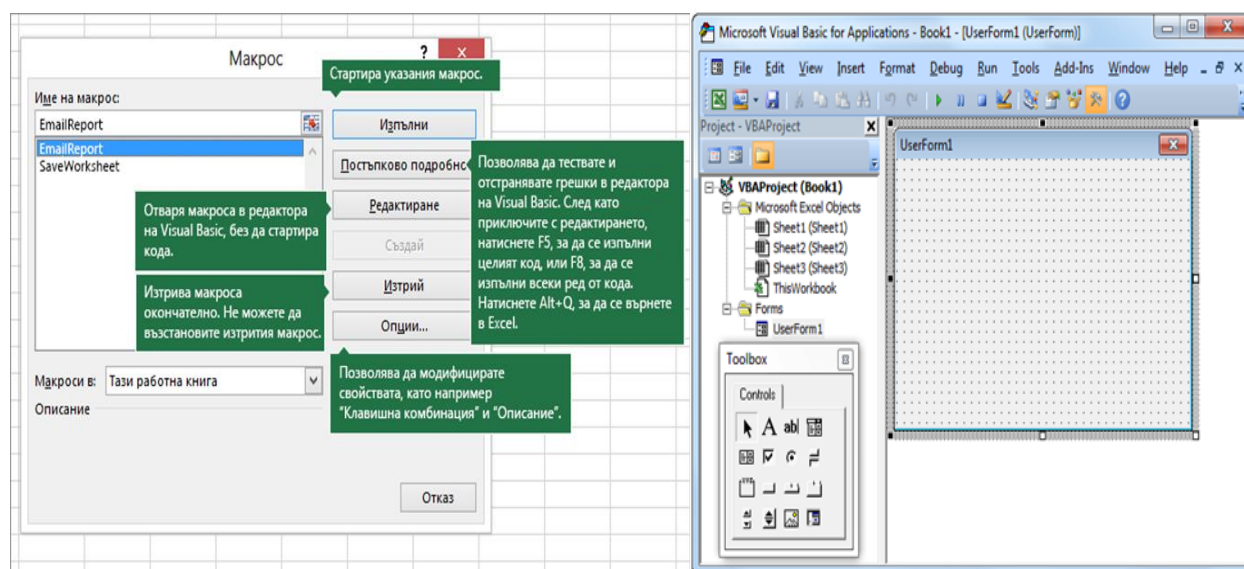 Макрос
?
x
Стартира указания макрос.
Име на макрос:
EmailReport
EmailReport
SaveWorksheet
Изпълни
Постъпково подробно
Редактиране
Създай
Изтрий
Опции...
Позволява да тествате и
отстранявате грешки в редактора
на Visual Basic. След като
приключите с редактирането,
натиснете F5, за да се изпълни
целият код, или F8, за да се
изпълни всеки ред от кода.
Натиснете Alt+Q, за да се върнете
в Excel.
Отваря макроса в редактора
на Visual Basic, без да стартира
кода.
Изтрива макроса
окончателно. Не можете да
възстановите изтрития макрос.
Позволява да модифицирате
свойствата, като например
"Клавишна комбинация" и "Описание".
Макроси в:
Тази работна книга
Описание
Отказ
Microsoft Visual Basic for Applications - Book1 - [UserForm1 (UserForm)]
File Edit View Insert Format Debug Run Tools Add-Ins Window Help
Project - VBAProject
VBAProject (Book1)
Microsoft Excel Objects
Sheet1 (Sheet1)
Sheet2 (Sheet2)
Sheet3 (Sheet3)
ThisWorkbook
Forms
UserForm1
Toolbox
Controls
A ab|
UserForm1